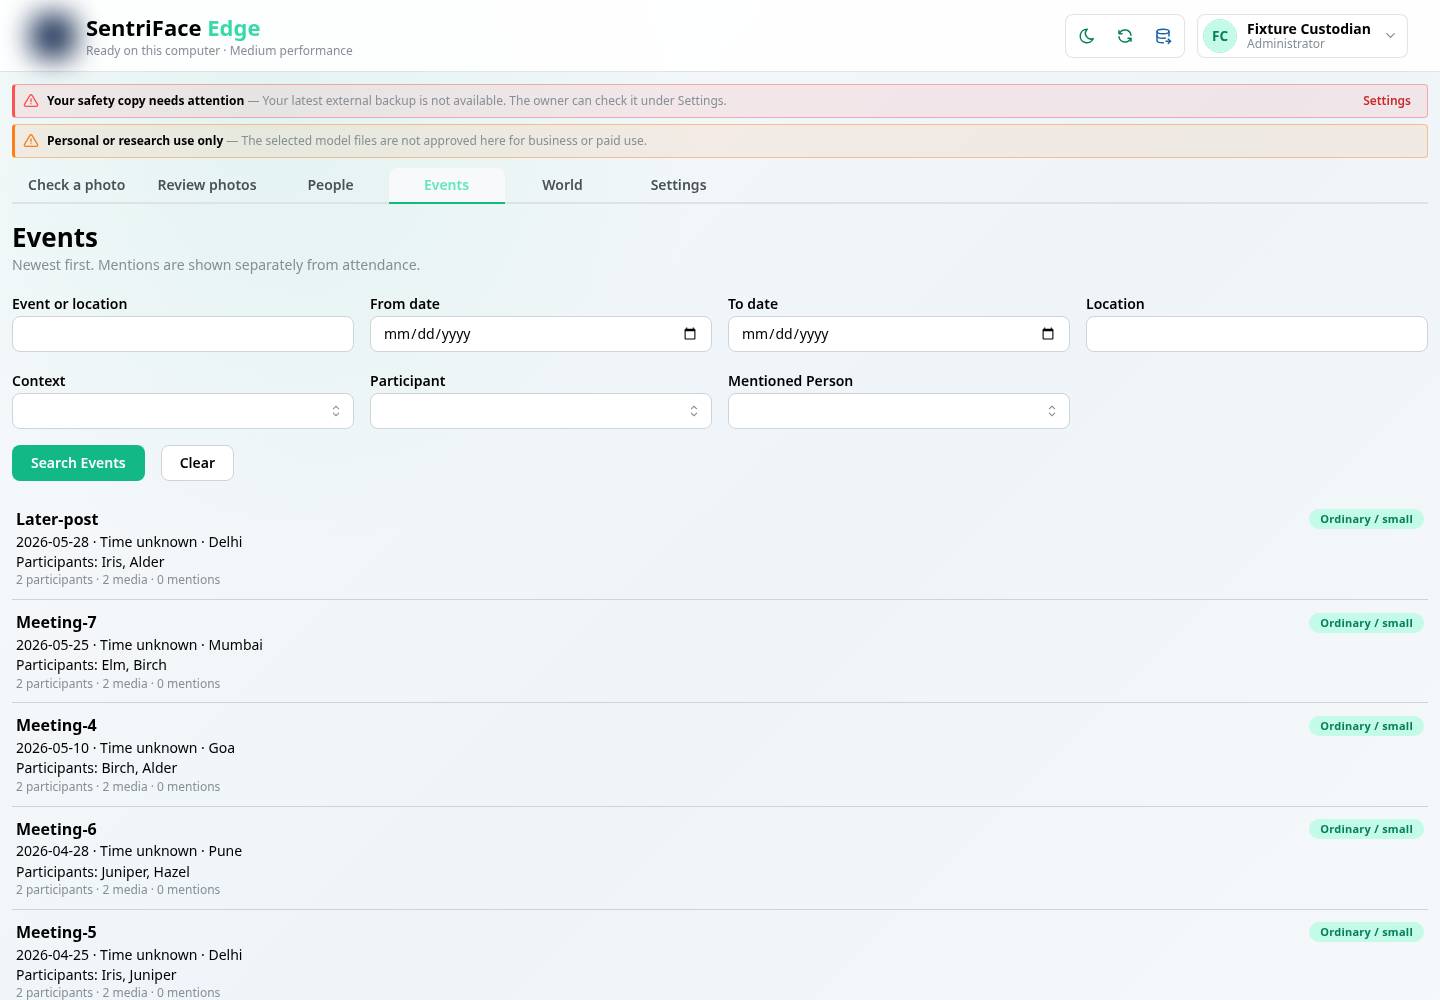 SentriFace Edge
Ready on this computer · Medium performance
FC
Fixture Custodian
Administrator
Your safety copy needs attention — Your latest external backup is not available. The owner can check it under Settings.
Settings
Personal or research use only — The selected model files are not approved here for business or paid use.
Check a photo
Review photos
People
Events
World
Settings
Events
Newest first. Mentions are shown separately from attendance.
Event or location
From date
To date
Location
mm/dd/yyyy
mm/dd/yyyy
Context
Participant
Mentioned Person
Search Events
Clear
Later-post
Ordinary / small
2026-05-28 · Time unknown · Delhi
Participants: Iris, Alder
2 participants · 2 media · 0 mentions
Meeting-7
Ordinary / small
2026-05-25 · Time unknown · Mumbai
Participants: Elm, Birch
2 participants · 2 media · 0 mentions
Meeting-4
Ordinary / small
2026-05-10 · Time unknown · Goa
Participants: Birch, Alder
2 participants · 2 media · 0 mentions
Meeting-6
Ordinary / small
2026-04-28 · Time unknown · Pune
Participants: Juniper, Hazel
2 participants · 2 media · 0 mentions
Meeting-5
Ordinary / small
2026-04-25 · Time unknown · Delhi
Participants: Iris, Juniper
2 participants · 2 media · 0 mentions